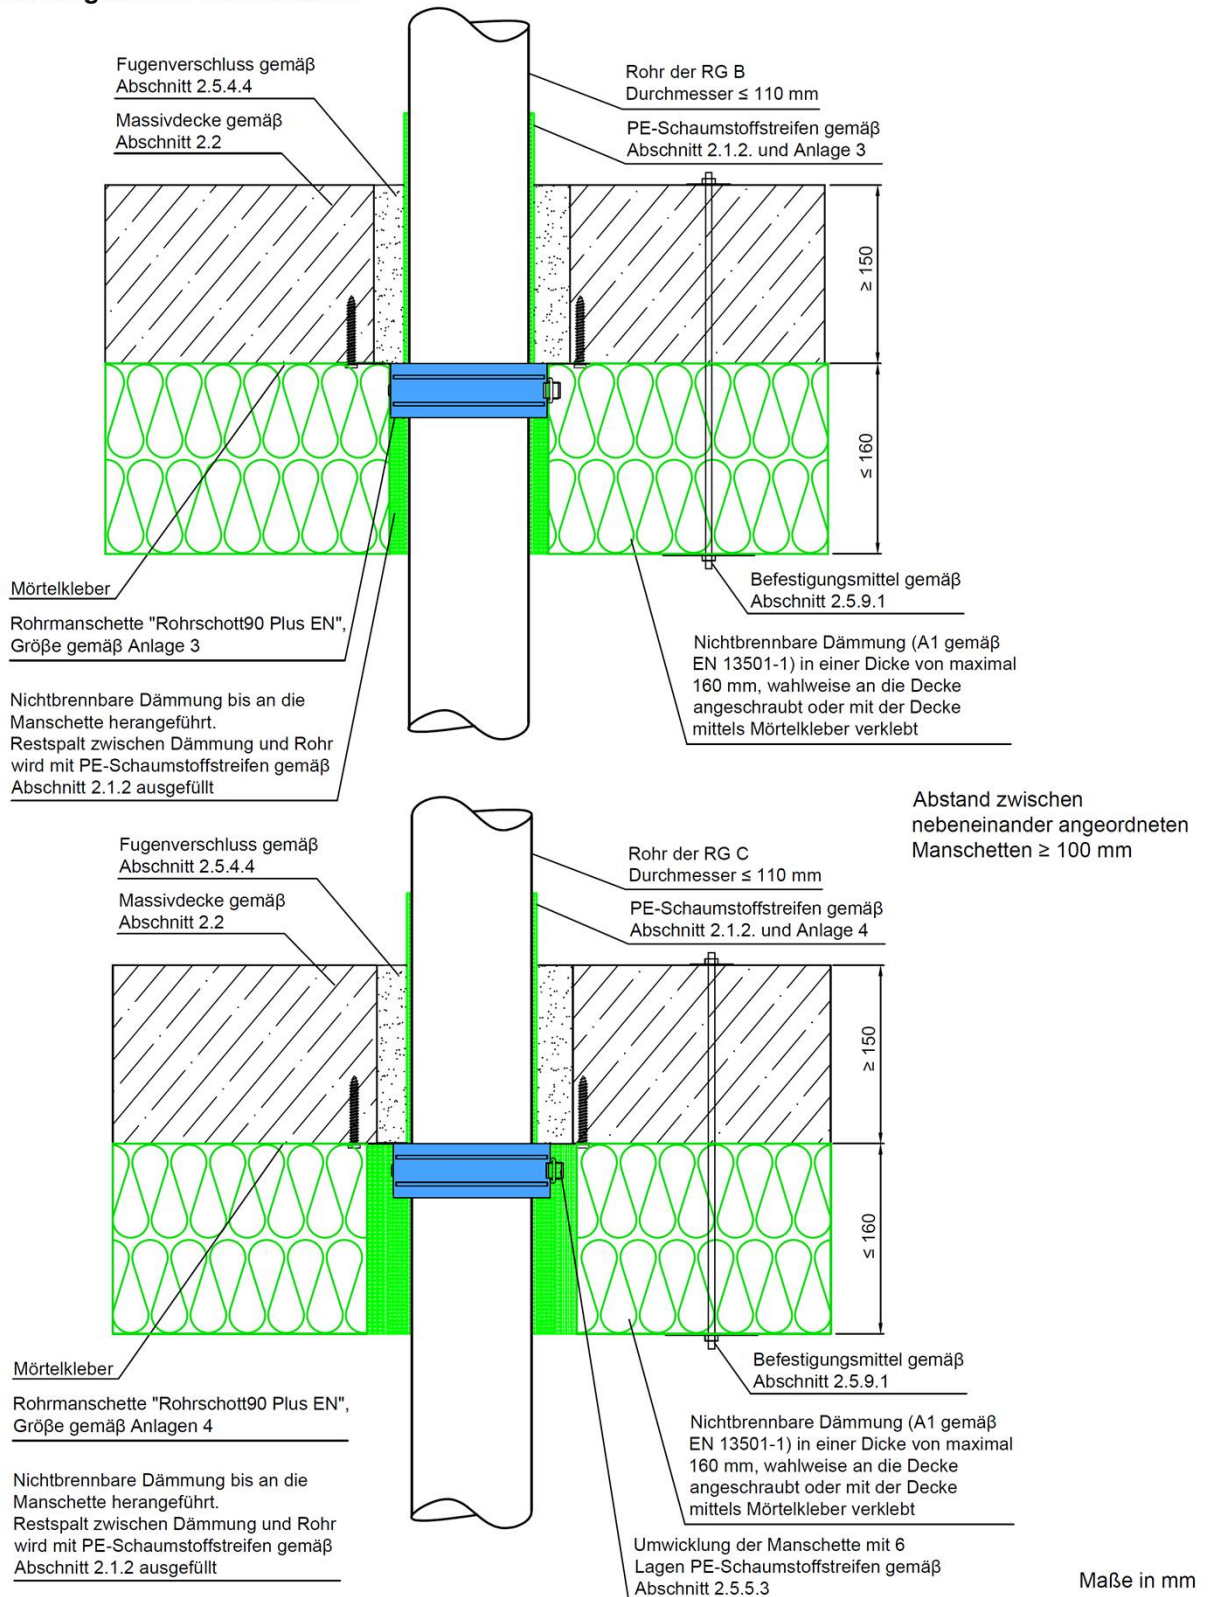 Fugenverschluss gemäß
Abschnitt 2.5.4.4
Massivdecke gemäß
Abschnitt 2.2
Rohr der RG B
Durchmesser ≤ 110 mm
PE-Schaumstoffstreifen gemäß
Abschnitt 2.1.2. und Anlage 3
≥ 150
≤ 160
Mörtelkleber
Rohrmanschette "Rohrschott90 Plus EN",
Größe gemäß Anlage 3
Nichtbrennbare Dämmung bis an die
Manschette herangeführt.
Restspalt zwischen Dämmung und Rohr
wird mit PE-Schaumstoffstreifen gemäß
Abschnitt 2.1.2 ausgefüllt
Befestigungsmittel gemäß
Abschnitt 2.5.9.1
Nichtbrennbare Dämmung (A1 gemäß
EN 13501-1) in einer Dicke von maximal
160 mm, wahlweise an die Decke
angeschraubt oder mit der Decke
mittels Mörtelkleber verklebt
Abstand zwischen
nebeneinander angeordneten
Manschetten ≥ 100 mm
Fugenverschluss gemäß
Abschnitt 2.5.4.4
Massivdecke gemäß
Abschnitt 2.2
Rohr der RG C
Durchmesser ≤ 110 mm
PE-Schaumstoffstreifen gemäß
Abschnitt 2.1.2. und Anlage 4
≥ 150
≤ 160
Mörtelkleber
Rohrmanschette "Rohrschott90 Plus EN",
Größe gemäß Anlagen 4
Nichtbrennbare Dämmung bis an die
Manschette herangeführt.
Restspalt zwischen Dämmung und Rohr
wird mit PE-Schaumstoffstreifen gemäß
Abschnitt 2.1.2 ausgefüllt
Befestigungsmittel gemäß
Abschnitt 2.5.9.1
Nichtbrennbare Dämmung (A1 gemäß
EN 13501-1) in einer Dicke von maximal
160 mm, wahlweise an die Decke
angeschraubt oder mit der Decke
mittels Mörtelkleber verklebt
Umwicklung der Manschette mit 6
Lagen PE-Schaumstoffstreifen gemäß
Abschnitt 2.5.5.3
Maße in mm